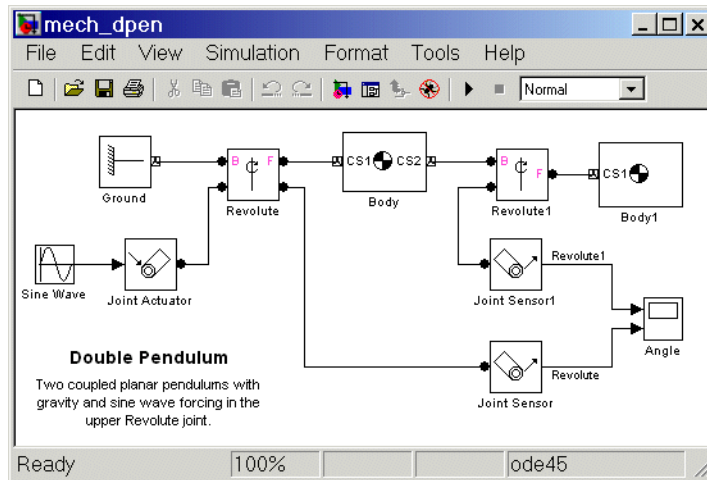 mech_dpen
File Edit View Simulation Format Tools Help
Normal
B F CS1 CS2 B F CS1
Ground Revolute Body Revolute1 Body1
Revolute1
Sine Wave Joint Actuator Joint Sensor1
Angle
Double Pendulum
Two coupled planar pendulums with
gravity and sine wave forcing in the
upper Revolute joint.
Revolute
Joint Sensor
Ready 100% ode45